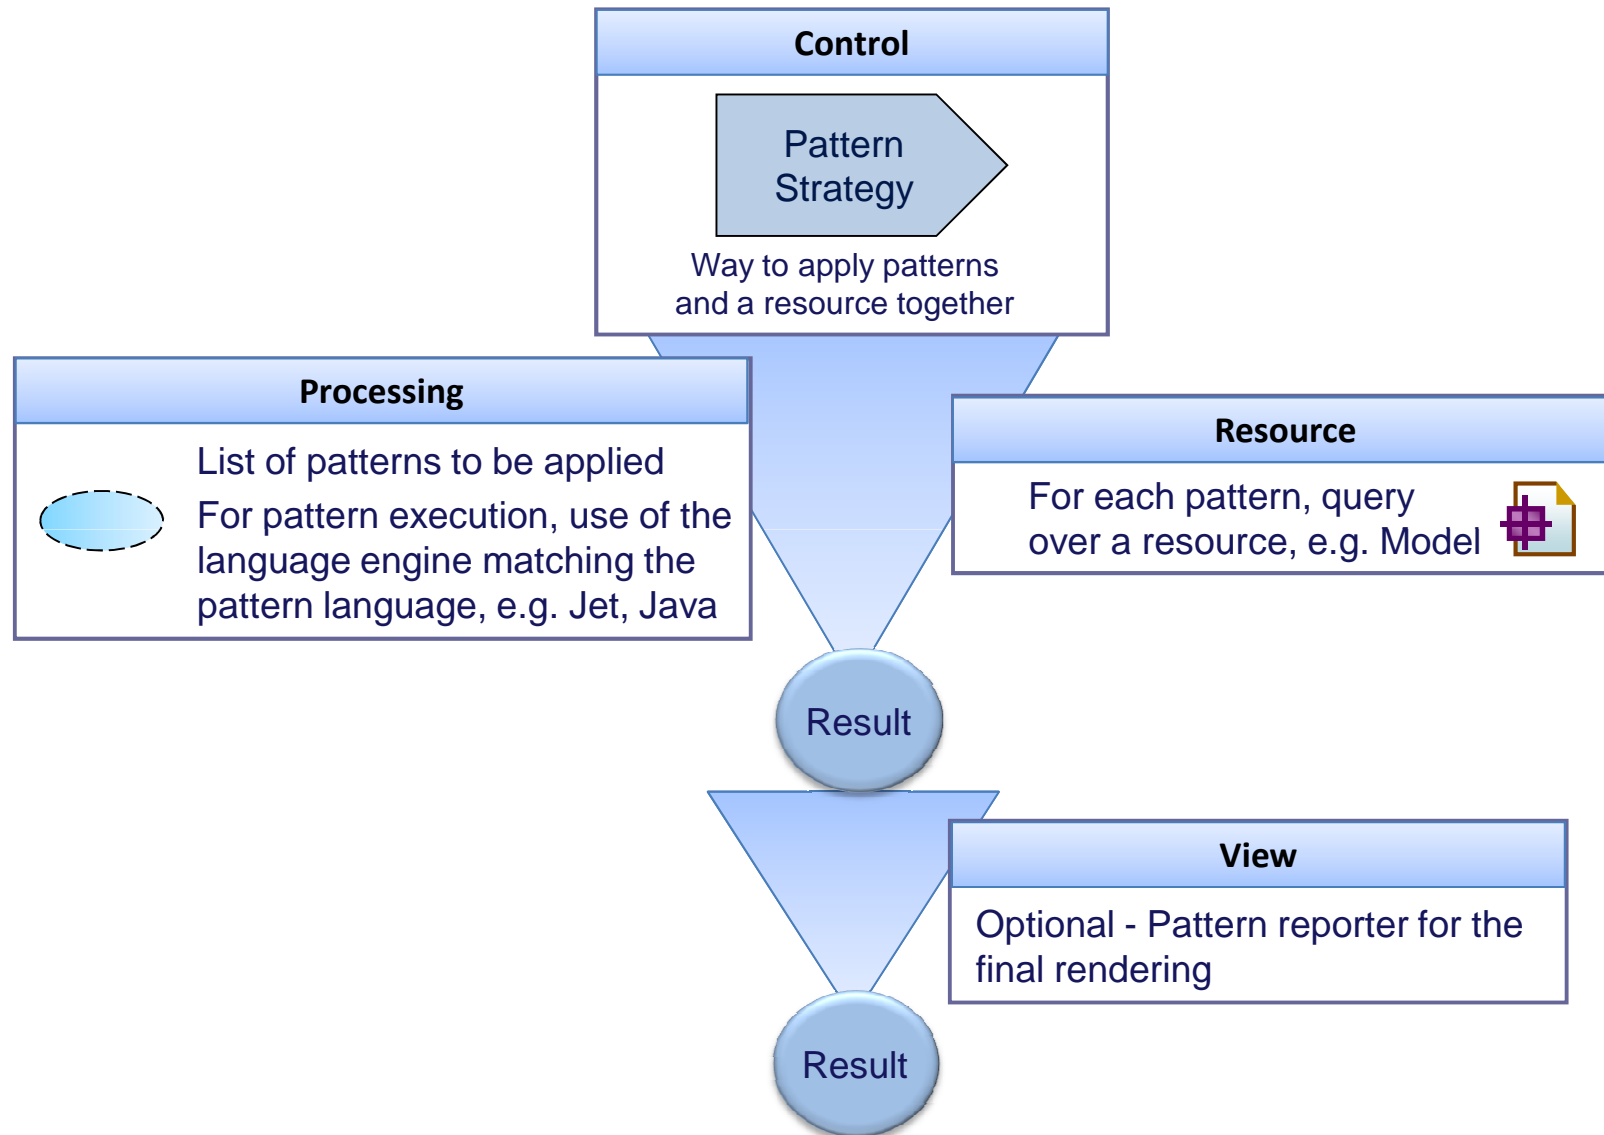 Control
Pattern
Strategy
Way to apply patterns
and a resource together
Processing
List of patterns to be applied
For pattern execution, use of the
language engine matching the
pattern language, e.g. Jet, Java
Resource
For each pattern, query
over a resource, e.g. Model
Result
View
Optional - Pattern reporter for the
final rendering
Result